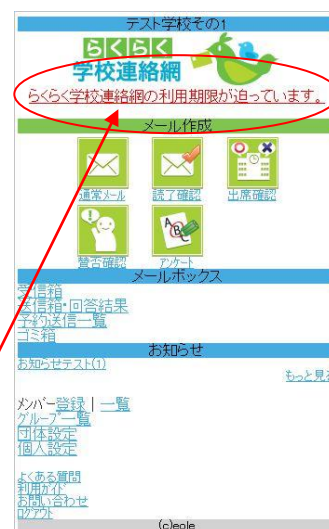 テスト学校その1
らくらく
学校連絡網
らくらく学校連絡網の利用期限が迫っています。
メール作成
通常メール 読了確認 出席確認
賛否確認 アンケート
メールボックス
受信箱
送信箱・回答結果
予約送信一覧
ゴミ箱
お知らせ
お知らせテスト(1)
もっと見る
メンバー登録 | 一覧
グループ一覧
団体設定
個人設定
よくある質問
利用ガイド
お問い合わせ
ログアウト
(c)eole